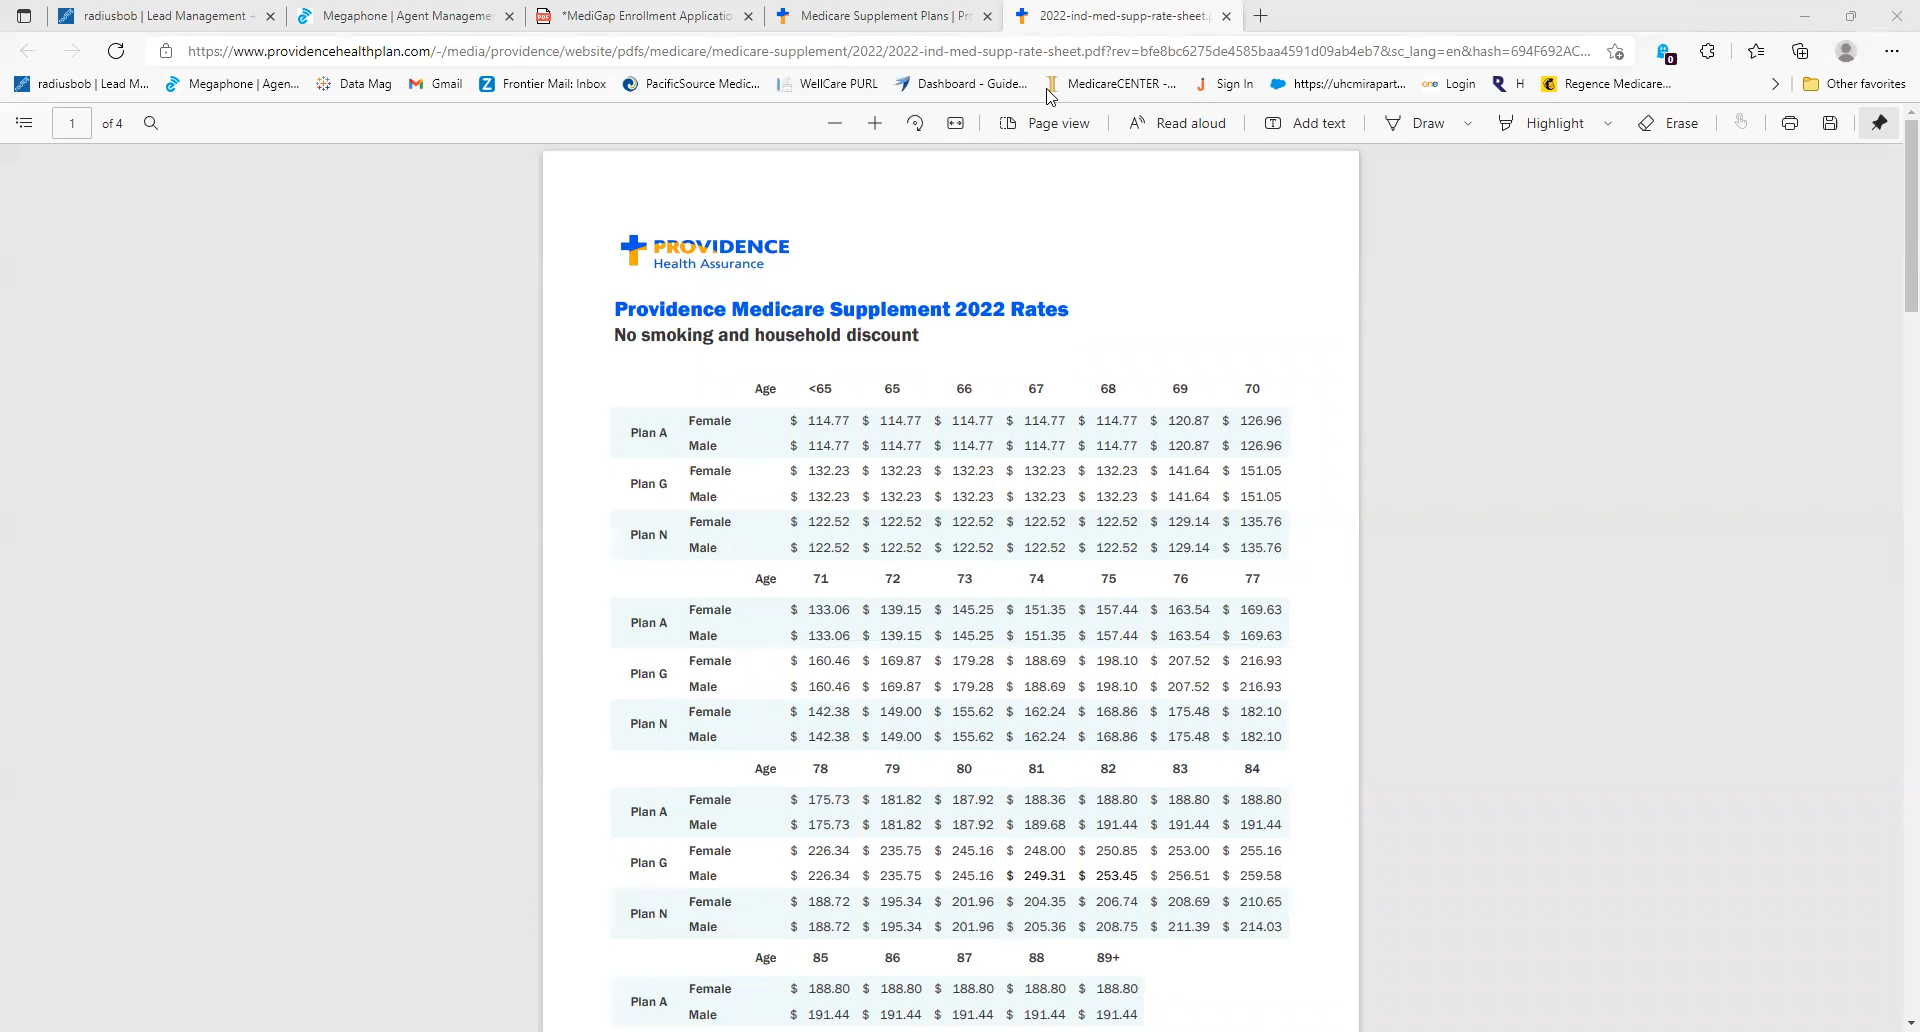 radiusbob | Lead Management -
Megaphone | Agent Manageme
*MediGap Enrollment Applicatio
Medicare Supplement Plans | Pr
2022-ind-med-supp-rate-sheet.
https://www.providencehealthplan.com/-/media/providence/website/pdfs/medicare/medicare-supplement/2022/2022-ind-med-supp-rate-sheet.pdf?rev=bfe8bc6275de4585baa4591d09ab4eb7&sc_lang=en&hash=694F692AC...
0
radiusbob | Lead M... Megaphone | Agen... Data Mag Gmail Frontier Mail: Inbox PacificSource Medic... WellCare PURL Dashboard - Guide... MedicareCENTER -... Sign In https://uhcmirapart... one Login H Regence Medicare... Other favorites
1 of 4 Page view Read aloud Add text Draw Highlight Erase
PROVIDENCE
Health Assurance
Providence Medicare Supplement 2022 Rates
No smoking and household discount
Age <65 65 66 67 68 69 70
Plan A
Female $ 114.77 $ 114.77 $ 114.77 $ 114.77 $ 114.77 $ 120.87 $ 126.96
Male $ 114.77 $ 114.77 $ 114.77 $ 114.77 $ 114.77 $ 120.87 $ 126.96
Plan G
Female $ 132.23 $ 132.23 $ 132.23 $ 132.23 $ 132.23 $ 141.64 $ 151.05
Male $ 132.23 $ 132.23 $ 132.23 $ 132.23 $ 132.23 $ 141.64 $ 151.05
Plan N
Female $ 122.52 $ 122.52 $ 122.52 $ 122.52 $ 122.52 $ 129.14 $ 135.76
Male $ 122.52 $ 122.52 $ 122.52 $ 122.52 $ 122.52 $ 129.14 $ 135.76
Age 71 72 73 74 75 76 77
Plan A
Female $ 133.06 $ 139.15 $ 145.25 $ 151.35 $ 157.44 $ 163.54 $ 169.63
Male $ 133.06 $ 139.15 $ 145.25 $ 151.35 $ 157.44 $ 163.54 $ 169.63
Plan G
Female $ 160.46 $ 169.87 $ 179.28 $ 188.69 $ 198.10 $ 207.52 $ 216.93
Male $ 160.46 $ 169.87 $ 179.28 $ 188.69 $ 198.10 $ 207.52 $ 216.93
Plan N
Female $ 142.38 $ 149.00 $ 155.62 $ 162.24 $ 168.86 $ 175.48 $ 182.10
Male $ 142.38 $ 149.00 $ 155.62 $ 162.24 $ 168.86 $ 175.48 $ 182.10
Age 78 79 80 81 82 83 84
Plan A
Female $ 175.73 $ 181.82 $ 187.92 $ 188.36 $ 188.80 $ 188.80 $ 188.80
Male $ 175.73 $ 181.82 $ 187.92 $ 189.68 $ 191.44 $ 191.44 $ 191.44
Plan G
Female $ 226.34 $ 235.75 $ 245.16 $ 248.00 $ 250.85 $ 253.00 $ 255.16
Male $ 226.34 $ 235.75 $ 245.16 $ 249.31 $ 253.45 $ 256.51 $ 259.58
Plan N
Female $ 188.72 $ 195.34 $ 201.96 $ 204.35 $ 206.74 $ 208.69 $ 210.65
Male $ 188.72 $ 195.34 $ 201.96 $ 205.36 $ 208.75 $ 211.39 $ 214.03
Age 85 86 87 88 89+
Plan A
Female $ 188.80 $ 188.80 $ 188.80 $ 188.80 $ 188.80
Male $ 191.44 $ 191.44 $ 191.44 $ 191.44 $ 191.44